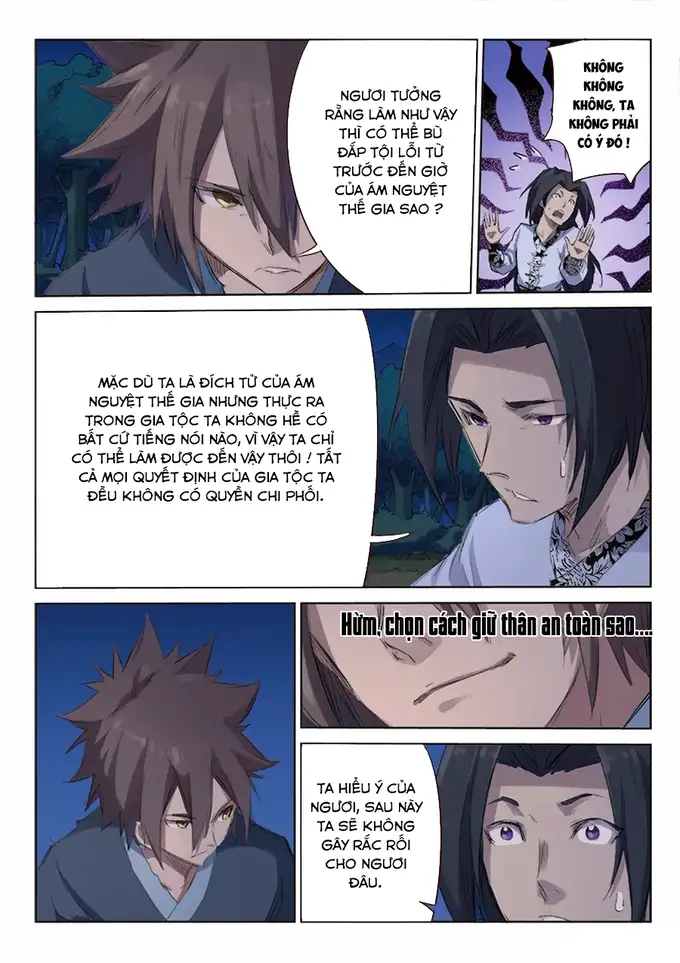 NGƯƠI TƯỞNG
RẰNG LÀM NHƯ VẬY
THÌ CÓ THỂ BÙ
ĐẮP TỘI LỖI TỪ
TRƯỚC ĐẾN GIỜ
CỦA ÁM NGUYỆT
THẾ GIA SAO ?
KHÔNG
KHÔNG
KHÔNG, TA
KHÔNG PHẢI
CÓ Ý ĐÓ !
MẶC DÙ TA LÀ ĐÍCH TỬ CỦA ÁM
NGUYỆT THẾ GIA NHƯNG THỰC RA
TRONG GIA TỘC TA KHÔNG HỀ CÓ
BẤT CỨ TIẾNG NÓI NÀO, VÌ VẬY TA CHỈ
CÓ THỂ LÀM ĐƯỢC ĐẾN VẬY THÔI ! TẤT
CẢ MỌI QUYẾT ĐỊNH CỦA GIA TỘC TA
ĐỀU KHÔNG CÓ QUYỀN CHI PHỐI.
Hừm, chọn cách giữ thân an toàn sao....
TA HIỂU Ý CỦA
NGƯƠI, SAU NÀY
TA SẼ KHÔNG
GÂY RẮC RỐI
CHO NGƯƠI
ĐÂU.